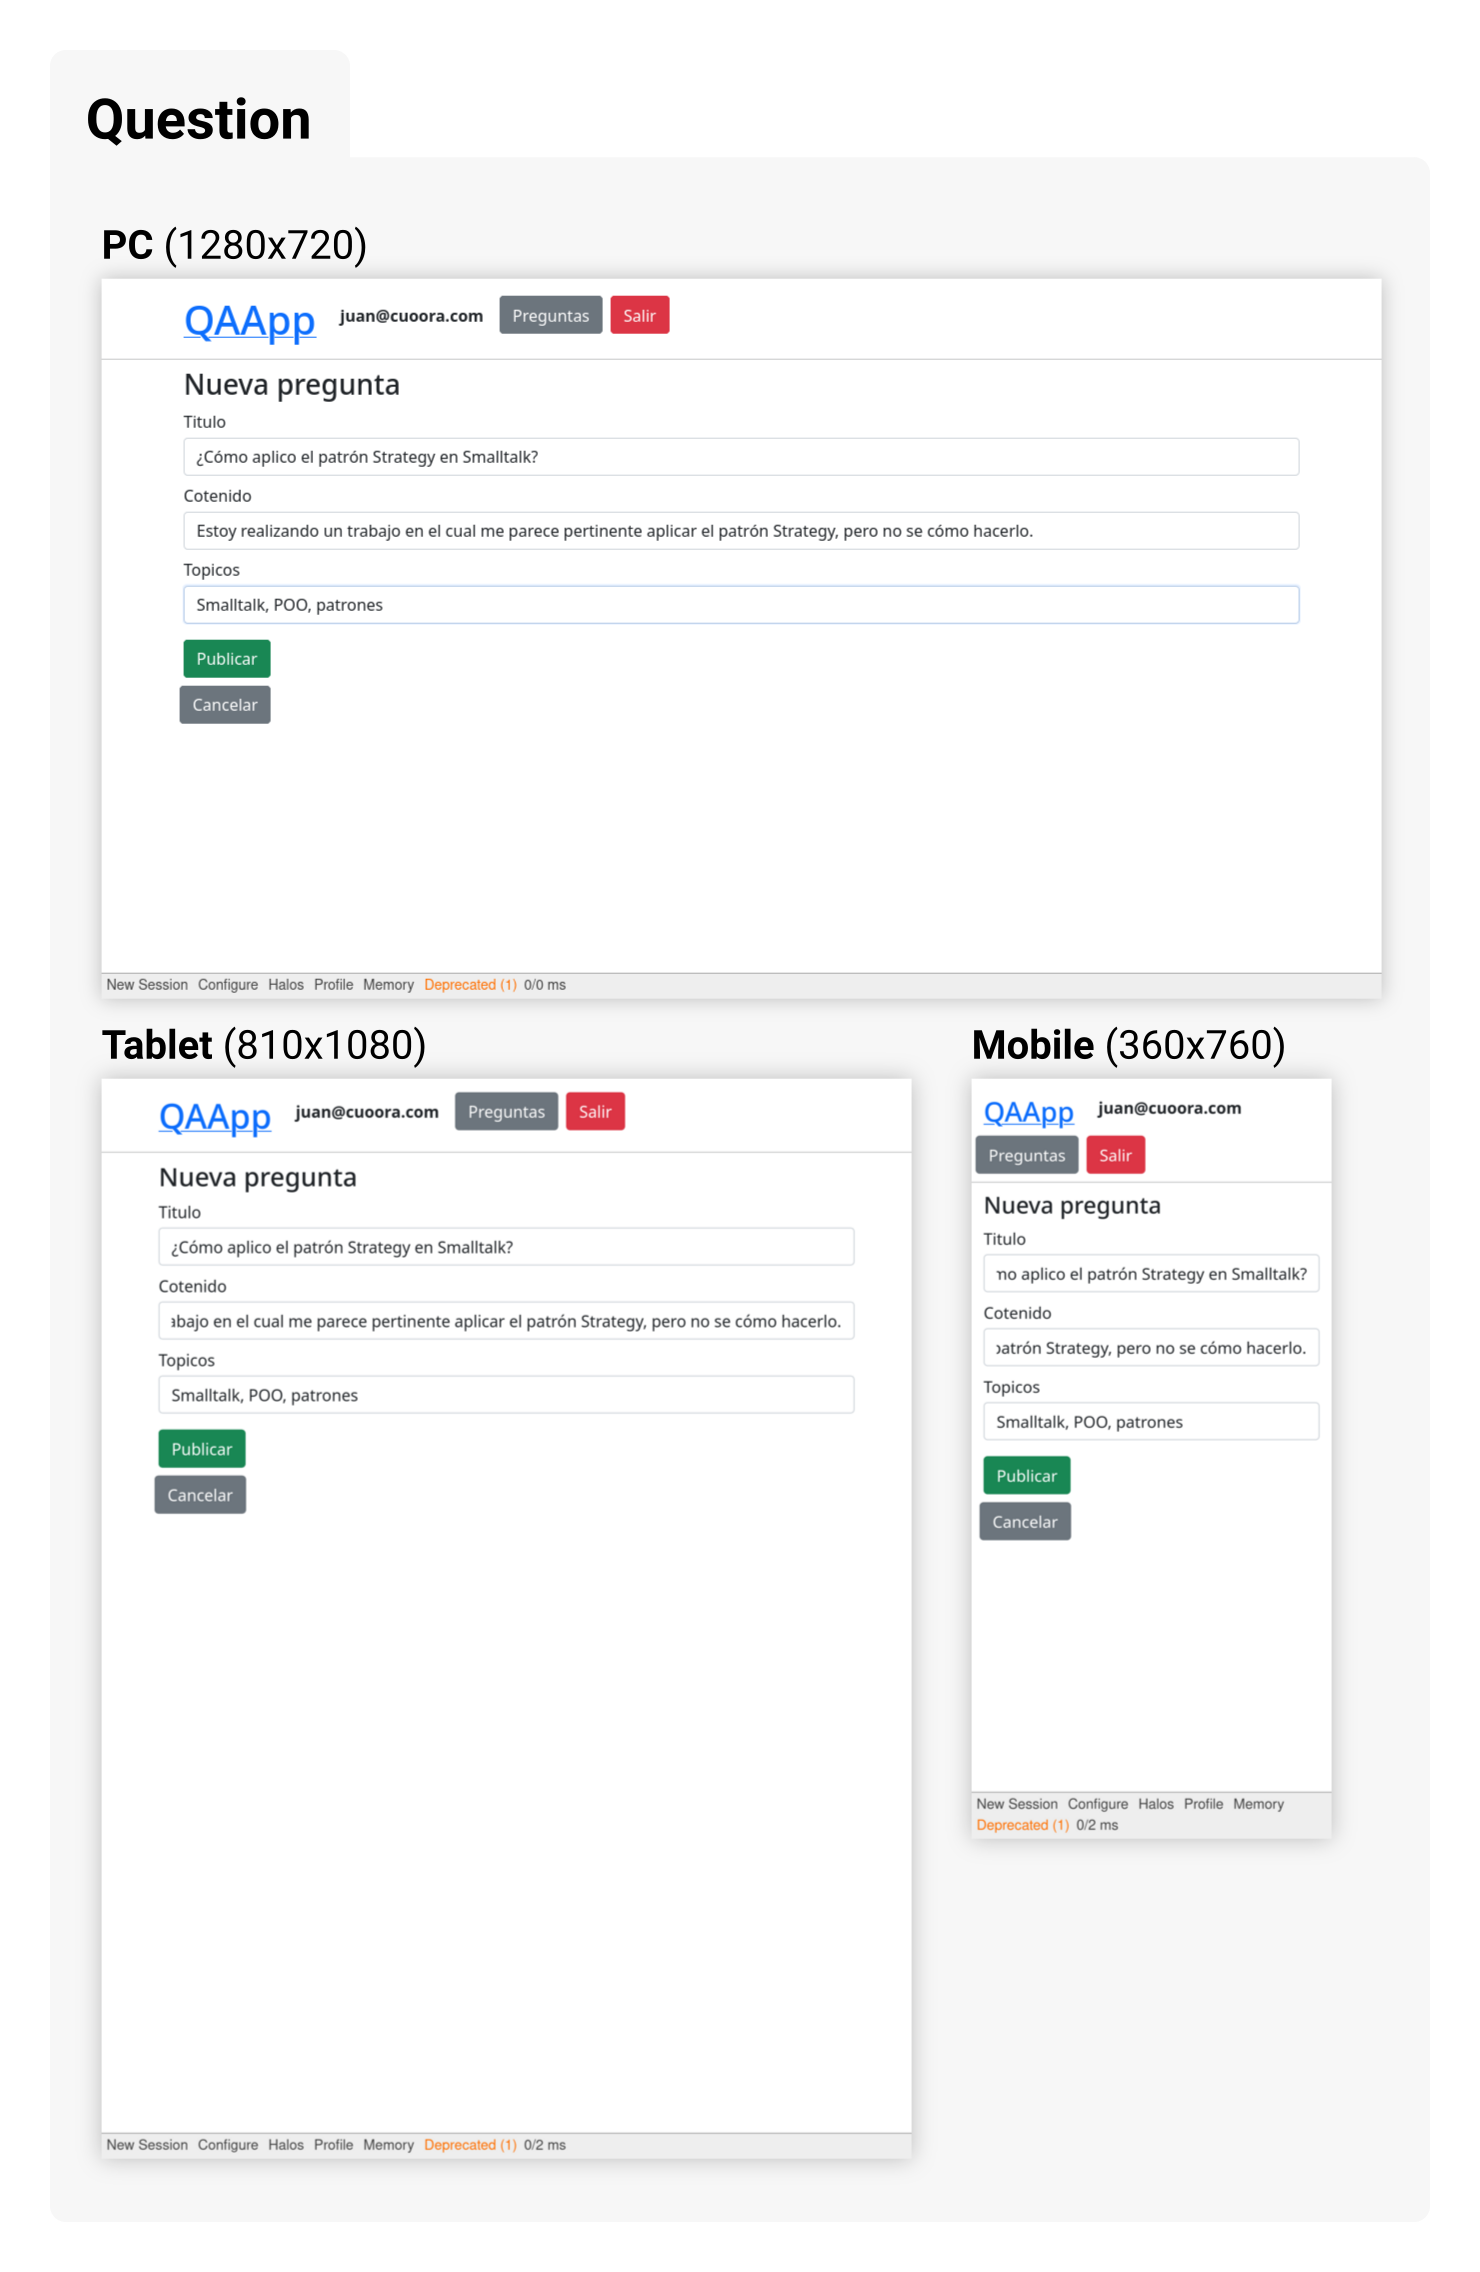 Question
PC (1280x720)
QAApp juan@cuoora.com Preguntas Salir
Nueva pregunta
Titulo
¿Cómo aplico el patrón Strategy en Smalltalk?
Cotenido
Estoy realizando un trabajo en el cual me parece pertinente aplicar el patrón Strategy, pero no se cómo hacerlo.
Topicos
Smalltalk, POO, patrones
Publicar
Cancelar
New Session Configure Halos Profile Memory Deprecated (1) 0/0 ms
Tablet (810x1080)
QAApp juan@cuoora.com Preguntas Salir
Nueva pregunta
Titulo
¿Cómo aplico el patrón Strategy en Smalltalk?
Cotenido
abajo en el cual me parece pertinente aplicar el patrón Strategy, pero no se cómo hacerlo.
Topicos
Smalltalk, POO, patrones
Publicar
Cancelar
New Session Configure Halos Profile Memory Deprecated (1) 0/2 ms
Mobile (360x760)
QAApp juan@cuoora.com
Preguntas Salir
Nueva pregunta
Titulo
mo aplico el patrón Strategy en Smalltalk?
Cotenido
patrón Strategy, pero no se cómo hacerlo.
Topicos
Smalltalk, POO, patrones
Publicar
Cancelar
New Session Configure Halos Profile Memory
Deprecated (1) 0/2 ms